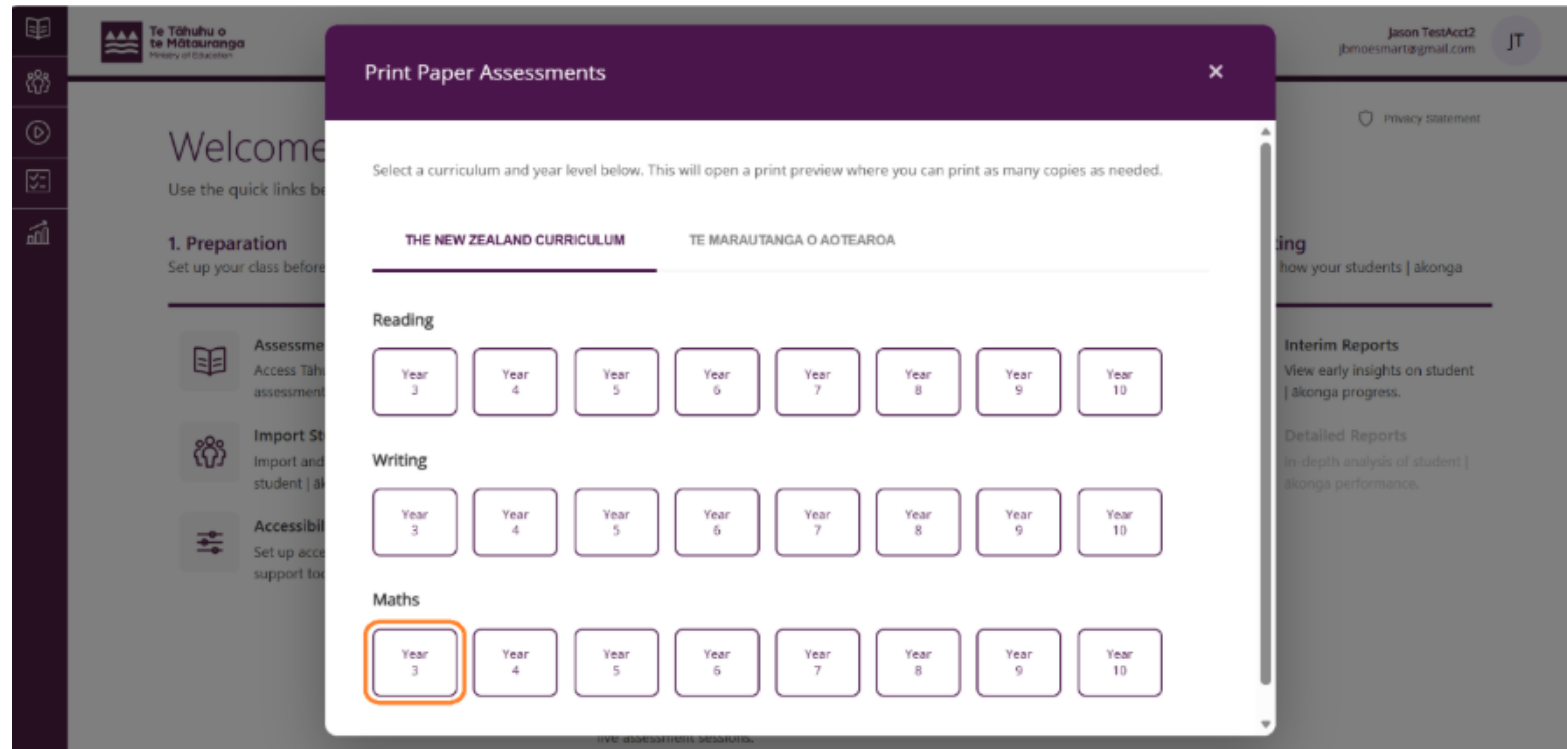 Te Tāhuhu o
te Mātauranga
Ministry of Education
Jason TestAcct2
jbmoesmart@gmail.com
JT
Print Paper Assessments
Privacy Statement
Welcome
Use the quick links be
Select a curriculum and year level below. This will open a print preview where you can print as many copies as needed.
1. Preparation
Set up your class before
THE NEW ZEALAND CURRICULUM
TE MARAUTANGA O AOTEAROA
ing
how your students | akonga
Reading
Year 3
Year 4
Year 5
Year 6
Year 7
Year 8
Year 9
Year 10
Assessme
Access Tāhu
assessment
Interim Reports
View early insights on student
| ākonga progress.
Import St
Import and
student | āk
Writing
Year 3
Year 4
Year 5
Year 6
Year 7
Year 8
Year 9
Year 10
Detailed Reports
In-depth analysis of student |
ākonga performance.
Accessibil
Set up acce
support too
Maths
Year 3
Year 4
Year 5
Year 6
Year 7
Year 8
Year 9
Year 10
live assessment sessions.